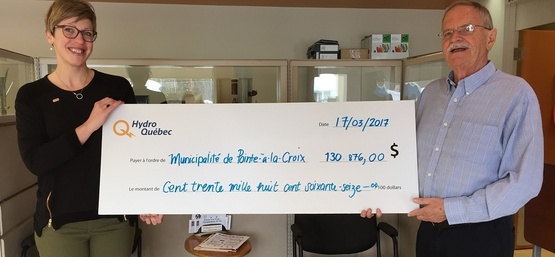 Hydro
Québec
Date 17/03/2017
Payer à l'ordre de Municipalité de Pointe-à-la-Croix 130 876,00 $
Le montant de Cent trente mille huit cent soixante-seize — 00/100 dollars